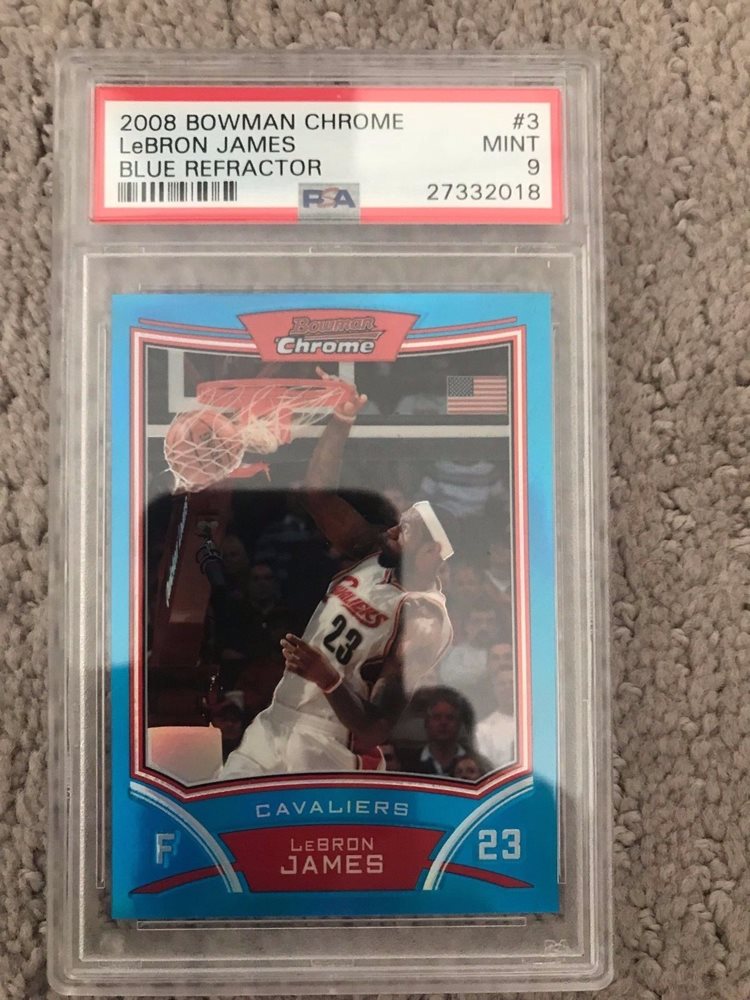 2008 BOWMAN CHROME #3
LeBRON JAMES MINT
BLUE REFRACTOR 9
PSA 27332018
Bowman
Chrome
CAVALIERS
23
CAVALIERS
F LeBRON 23
JAMES